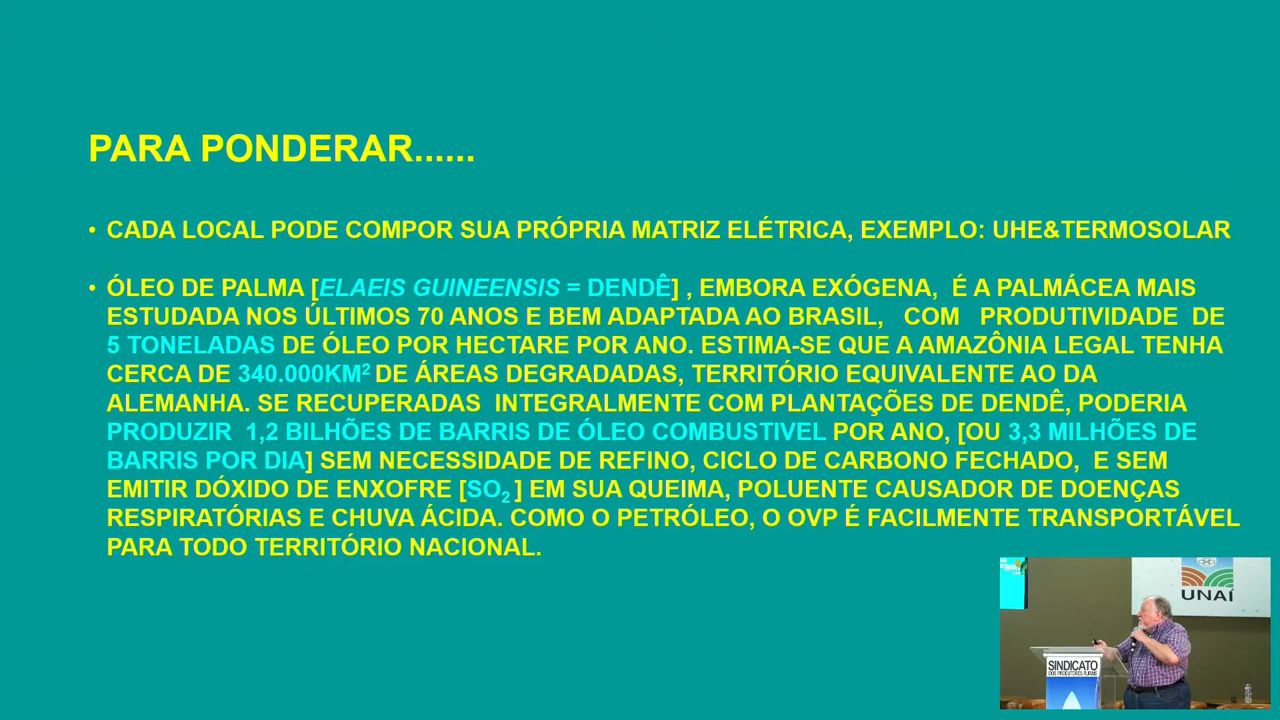 PARA PONDERAR......
• CADA LOCAL PODE COMPOR SUA PRÓPRIA MATRIZ ELÉTRICA, EXEMPLO: UHE&TERMOSOLAR
• ÓLEO DE PALMA [ELAEIS GUINEENSIS = DENDÊ] , EMBORA EXÓGENA, É A PALMÁCEA MAIS
ESTUDADA NOS ÚLTIMOS 70 ANOS E BEM ADAPTADA AO BRASIL, COM PRODUTIVIDADE DE
5 TONELADAS DE ÓLEO POR HECTARE POR ANO. ESTIMA-SE QUE A AMAZÔNIA LEGAL TENHA
CERCA DE 340.000KM² DE ÁREAS DEGRADADAS, TERRITÓRIO EQUIVALENTE AO DA
ALEMANHA. SE RECUPERADAS INTEGRALMENTE COM PLANTAÇÕES DE DENDÊ, PODERIA
PRODUZIR 1,2 BILHÕES DE BARRIS DE ÓLEO COMBUSTIVEL POR ANO, [OU 3,3 MILHÕES DE
BARRIS POR DIA] SEM NECESSIDADE DE REFINO, CICLO DE CARBONO FECHADO, E SEM
EMITIR DÓXIDO DE ENXOFRE [SO₂ ] EM SUA QUEIMA, POLUENTE CAUSADOR DE DOENÇAS
RESPIRATÓRIAS E CHUVA ÁCIDA. COMO O PETRÓLEO, O OVP É FACILMENTE TRANSPORTÁVEL
PARA TODO TERRITÓRIO NACIONAL.
UNAÍ
SINDICATO
DOS PRODUTORES RURAIS